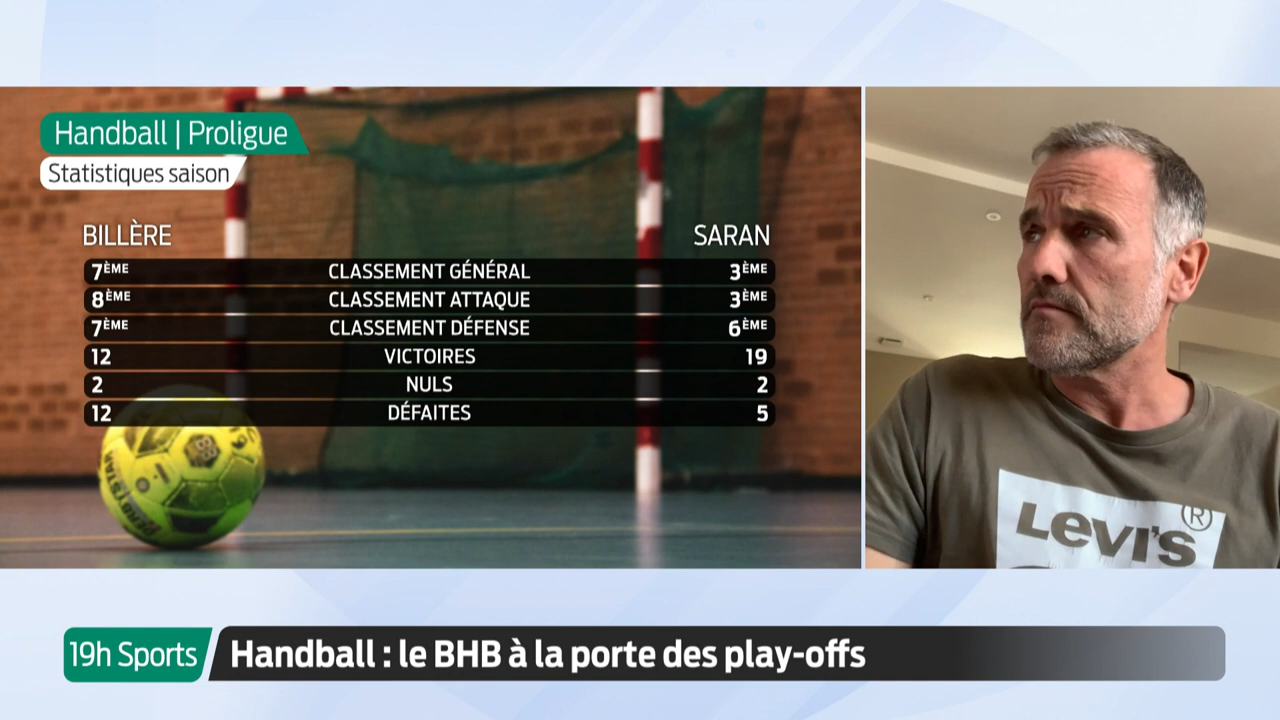 Handball | Proligue
Statistiques saison
BILLÈRE SARAN
7ÈME CLASSEMENT GÉNÉRAL 3ÈME
8ÈME CLASSEMENT ATTAQUE 3ÈME
7ÈME CLASSEMENT DÉFENSE 6ÈME
12 VICTOIRES 19
2 NULS 2
12 DÉFAITES 5
DERBYSTAR
LEVI'S®
19h Sports Handball : le BHB à la porte des play-offs